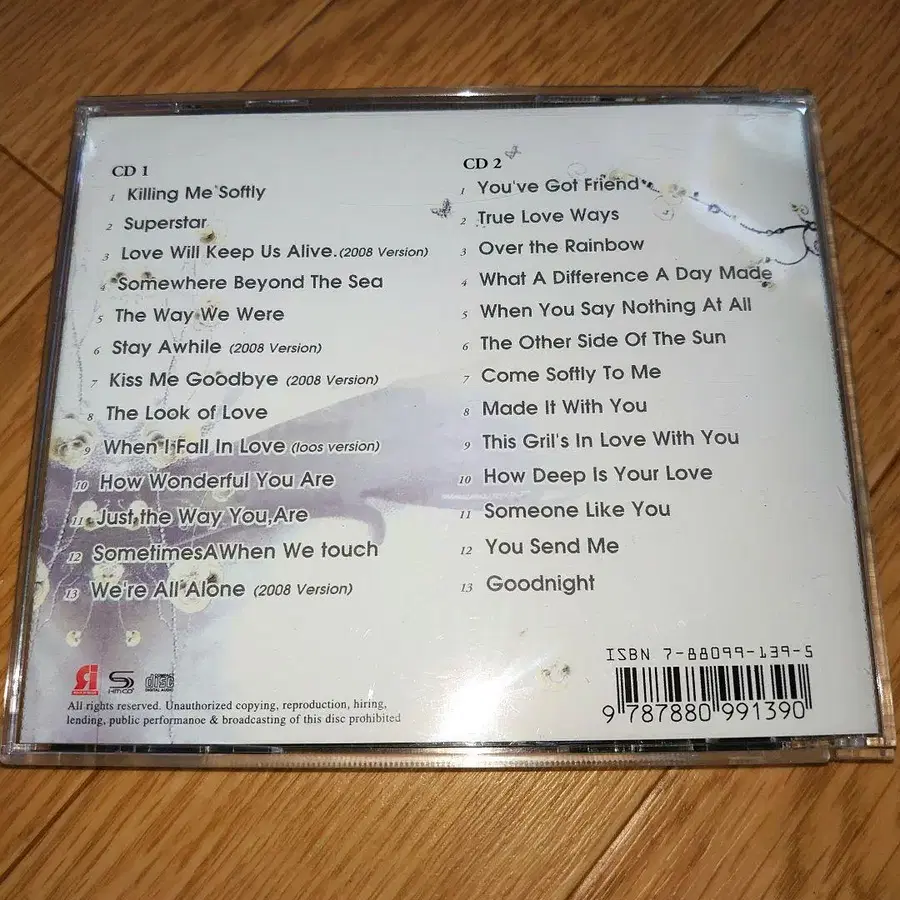 CD 1
1 Killing Me Softly
2 Superstar
3 Love Will Keep Us Alive.(2008 Version)
4 Somewhere Beyond The Sea
5 The Way We Were
6 Stay Awhile (2008 Version)
7 Kiss Me Goodbye (2008 Version)
8 The Look of Love
9 When I Fall In Love (loos version)
10 How Wonderful You Are
11 Just the Way You,Are
12 SometimesAWhen We touch
13 We're All Alone (2008 Version)
CD 2
1 You've Got Friend
2 True Love Ways
3 Over the Rainbow
4 What A Difference A Day Made
5 When You Say Nothing At All
6 The Other Side Of The Sun
7 Come Softly To Me
8 Made It With You
9 This Gril's In Love With You
10 How Deep Is Your Love
11 Someone Like You
12 You Send Me
13 Goodnight
ISBN 7-88099-139-5
9 787880 991390
disc
DIGITAL AUDIO
All rights reserved. Unauthorized copying, reproduction, hiring,
lending, public performanoe & broadcasting of this disc prohibited